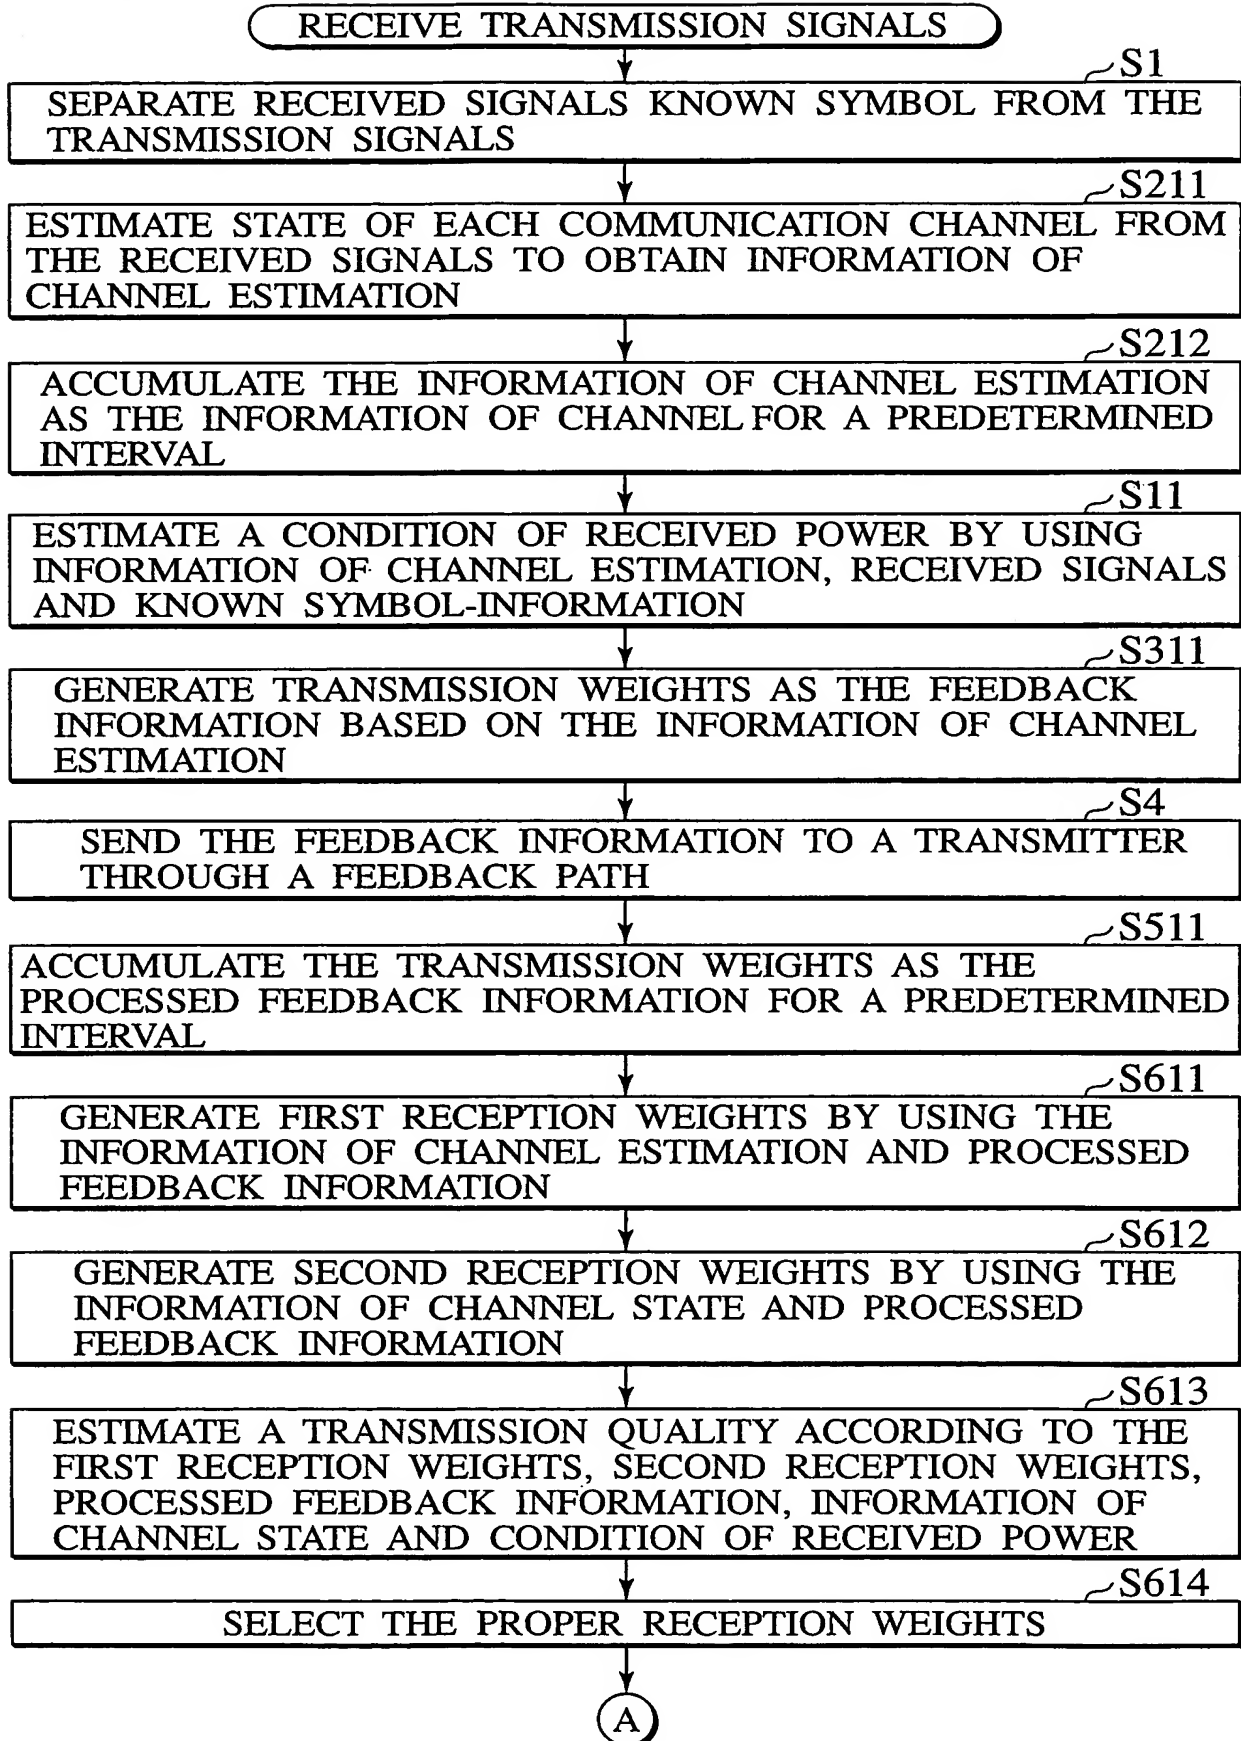 RECEIVE TRANSMISSION SIGNALS
S1
SEPARATE RECEIVED SIGNALS KNOWN SYMBOL FROM THE
TRANSMISSION SIGNALS
S211
ESTIMATE STATE OF EACH COMMUNICATION CHANNEL FROM
THE RECEIVED SIGNALS TO OBTAIN INFORMATION OF
CHANNEL ESTIMATION
S212
ACCUMULATE THE INFORMATION OF CHANNEL ESTIMATION
AS THE INFORMATION OF CHANNEL FOR A PREDETERMINED
INTERVAL
S11
ESTIMATE A CONDITION OF RECEIVED POWER BY USING
INFORMATION OF CHANNEL ESTIMATION, RECEIVED SIGNALS
AND KNOWN SYMBOL-INFORMATION
S311
GENERATE TRANSMISSION WEIGHTS AS THE FEEDBACK
INFORMATION BASED ON THE INFORMATION OF CHANNEL
ESTIMATION
S4
SEND THE FEEDBACK INFORMATION TO A TRANSMITTER
THROUGH A FEEDBACK PATH
S511
ACCUMULATE THE TRANSMISSION WEIGHTS AS THE
PROCESSED FEEDBACK INFORMATION FOR A PREDETERMINED
INTERVAL
S611
GENERATE FIRST RECEPTION WEIGHTS BY USING THE
INFORMATION OF CHANNEL ESTIMATION AND PROCESSED
FEEDBACK INFORMATION
S612
GENERATE SECOND RECEPTION WEIGHTS BY USING THE
INFORMATION OF CHANNEL STATE AND PROCESSED
FEEDBACK INFORMATION
S613
ESTIMATE A TRANSMISSION QUALITY ACCORDING TO THE
FIRST RECEPTION WEIGHTS, SECOND RECEPTION WEIGHTS,
PROCESSED FEEDBACK INFORMATION, INFORMATION OF
CHANNEL STATE AND CONDITION OF RECEIVED POWER
S614
SELECT THE PROPER RECEPTION WEIGHTS
A